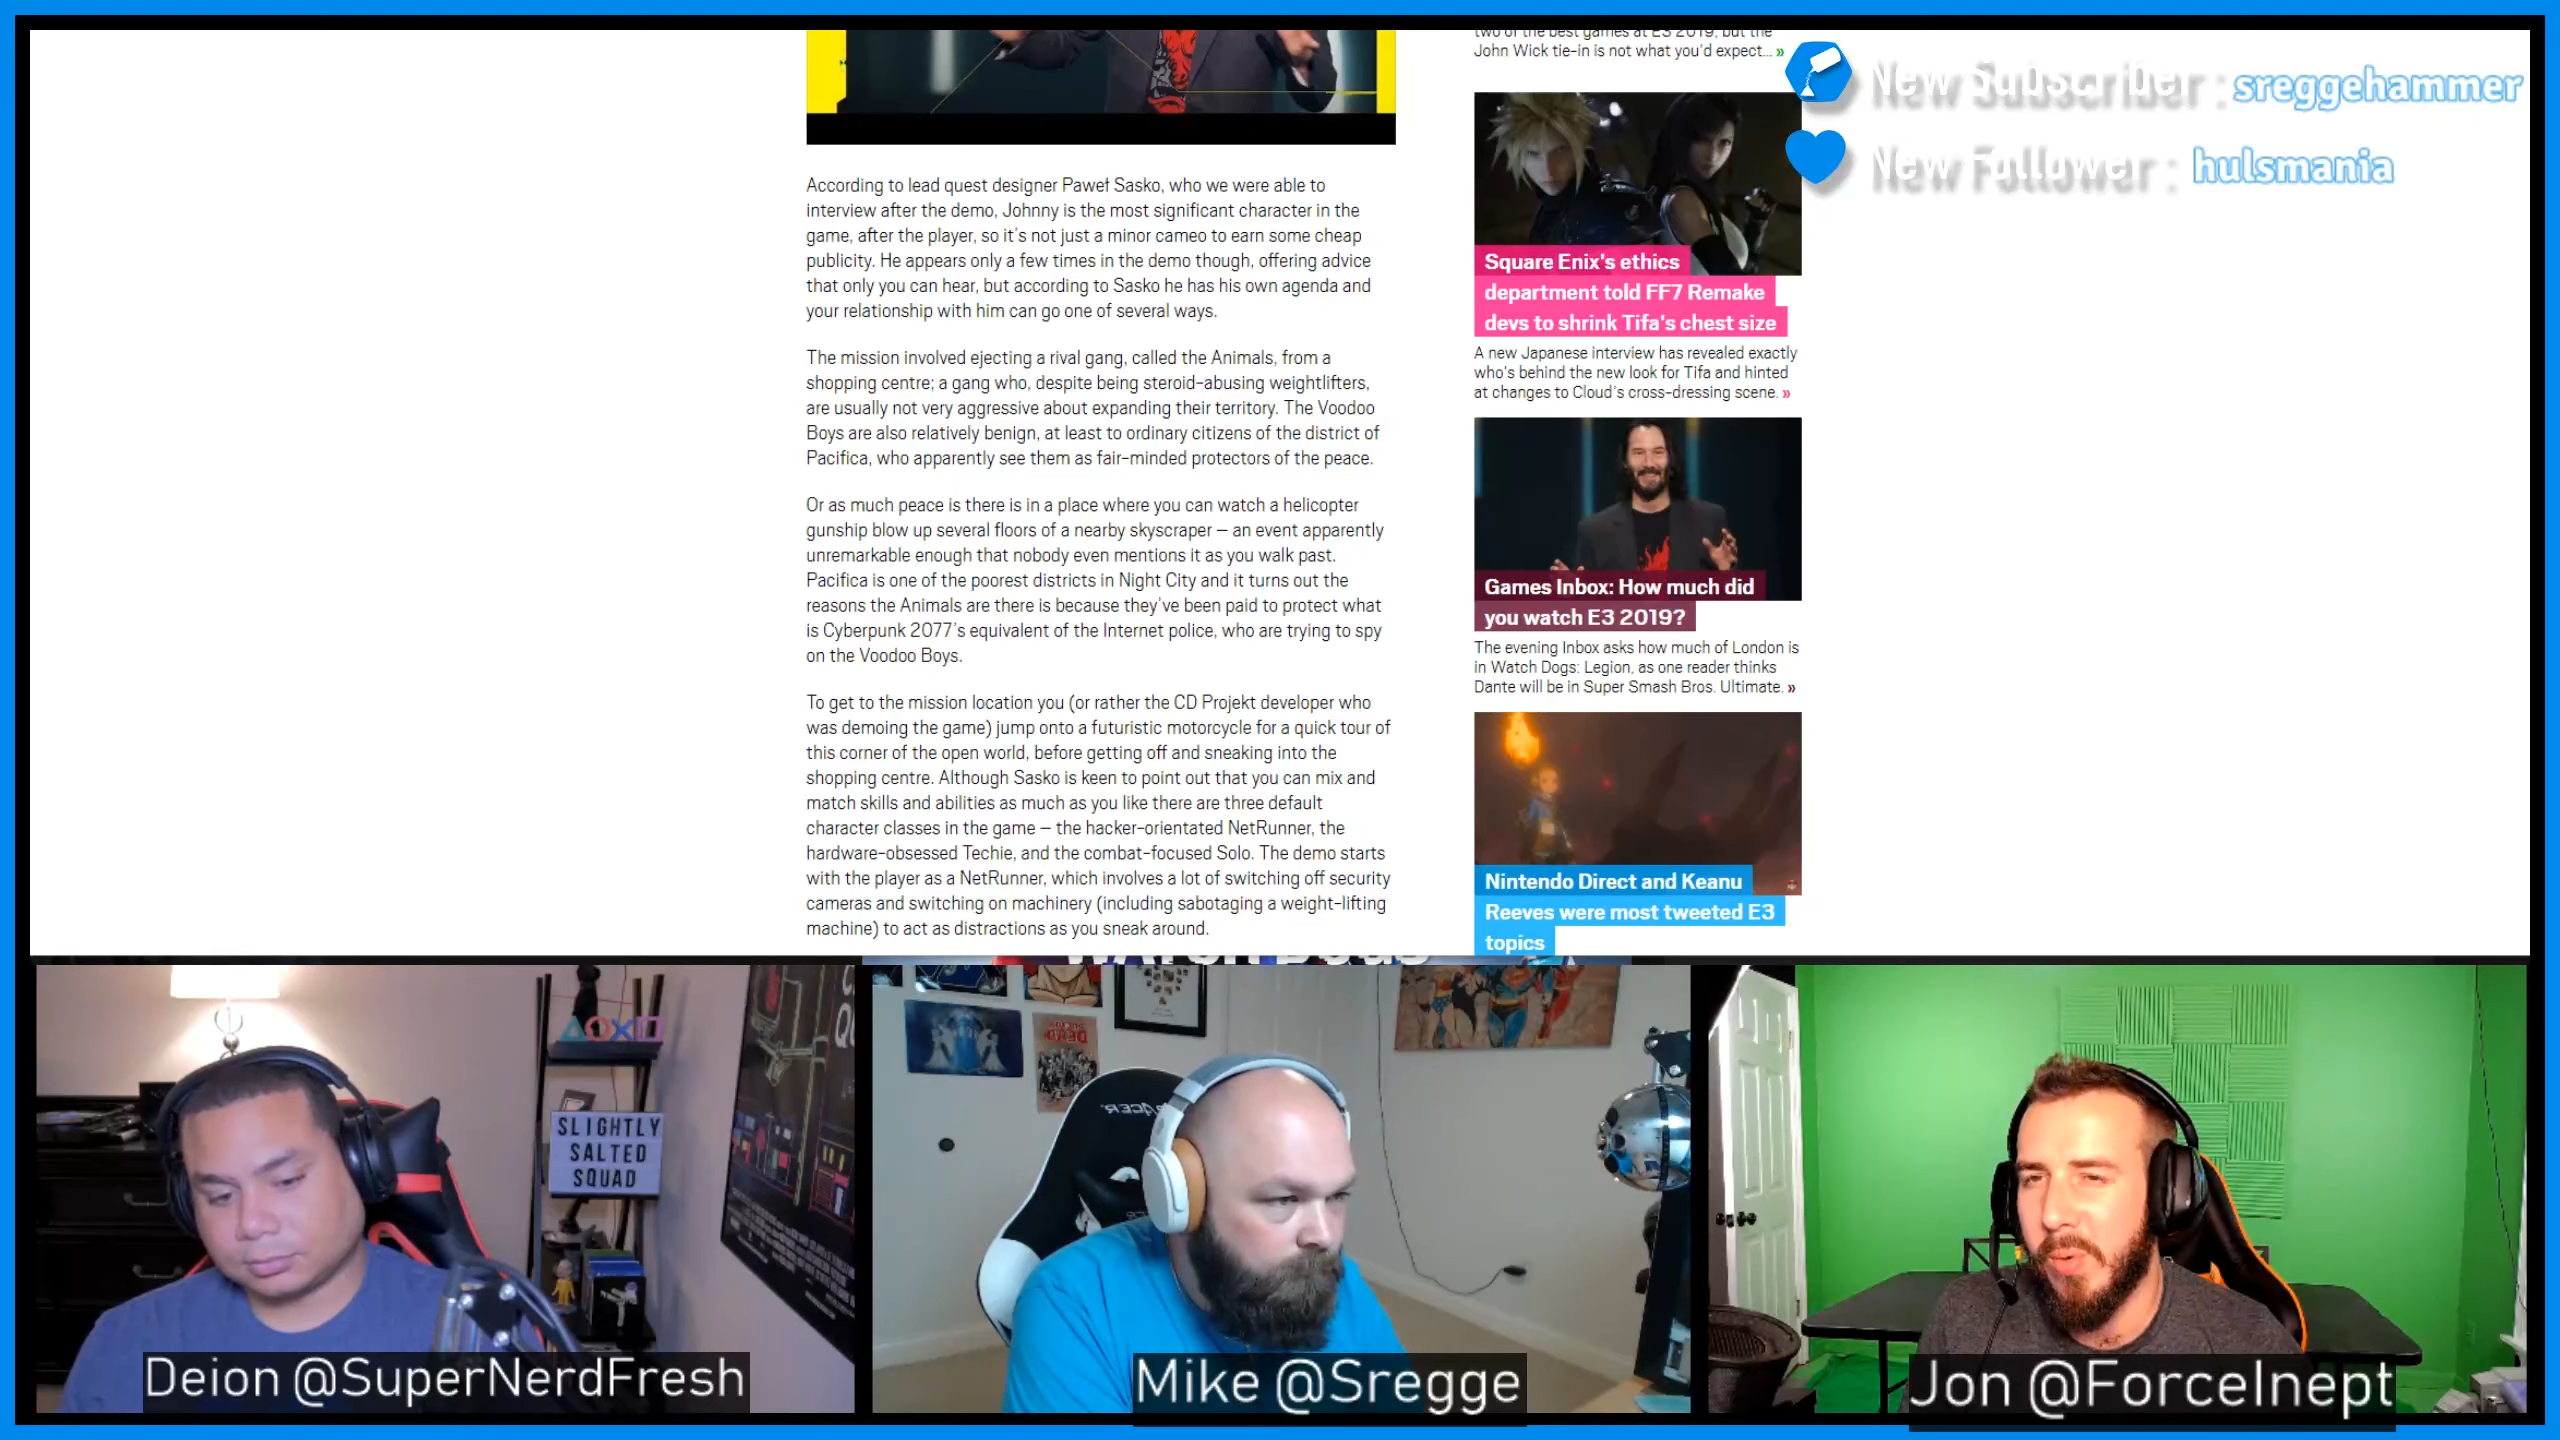 two of the best games at E3 2019, but the
John Wick tie-in is not what you'd expect... »
New Subscriber : sreggehammer
New Follower : hulsmania
According to lead quest designer Paweł Sasko, who we were able to
interview after the demo, Johnny is the most significant character in the
game, after the player, so it's not just a minor cameo to earn some cheap
publicity. He appears only a few times in the demo though, offering advice
that only you can hear, but according to Sasko he has his own agenda and
your relationship with him can go one of several ways.
The mission involved ejecting a rival gang, called the Animals, from a
shopping centre; a gang who, despite being steroid-abusing weightlifters,
are usually not very aggressive about expanding their territory. The Voodoo
Boys are also relatively benign, at least to ordinary citizens of the district of
Pacifica, who apparently see them as fair-minded protectors of the peace.
Or as much peace is there is in a place where you can watch a helicopter
gunship blow up several floors of a nearby skyscraper – an event apparently
unremarkable enough that nobody even mentions it as you walk past.
Pacifica is one of the poorest districts in Night City and it turns out the
reasons the Animals are there is because they've been paid to protect what
is Cyberpunk 2077's equivalent of the Internet police, who are trying to spy
on the Voodoo Boys.
To get to the mission location you (or rather the CD Projekt developer who
was demoing the game) jump onto a futuristic motorcycle for a quick tour of
this corner of the open world, before getting off and sneaking into the
shopping centre. Although Sasko is keen to point out that you can mix and
match skills and abilities as much as you like there are three default
character classes in the game – the hacker-orientated NetRunner, the
hardware-obsessed Techie, and the combat-focused Solo. The demo starts
with the player as a NetRunner, which involves a lot of switching off security
cameras and switching on machinery (including sabotaging a weight-lifting
machine) to act as distractions as you sneak around.
Square Enix's ethics
department told FF7 Remake
devs to shrink Tifa's chest size
A new Japanese interview has revealed exactly
who's behind the new look for Tifa and hinted
at changes to Cloud's cross-dressing scene. »
Games Inbox: How much did
you watch E3 2019?
The evening Inbox asks how much of London is
in Watch Dogs: Legion, as one reader thinks
Dante will be in Super Smash Bros. Ultimate. »
Nintendo Direct and Keanu
Reeves were most tweeted E3
topics
SLIGHTLY
SALTED
SQUAD
Deion @SuperNerdFresh
Mike @Sregge
Jon @ForceInept